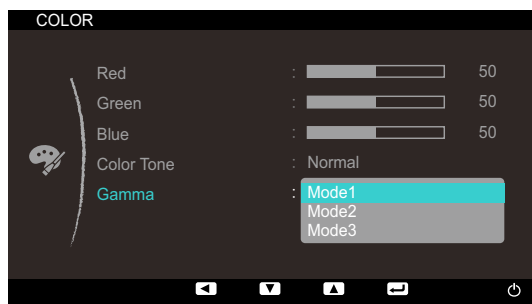 COLOR
Red : 50
Green : 50
Blue : 50
Color Tone : Normal
Gamma : Mode1
Mode2
Mode3